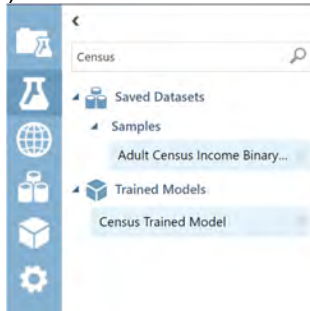 Census
Saved Datasets
Samples
Adult Census Income Binary...
Trained Models
Census Trained Model